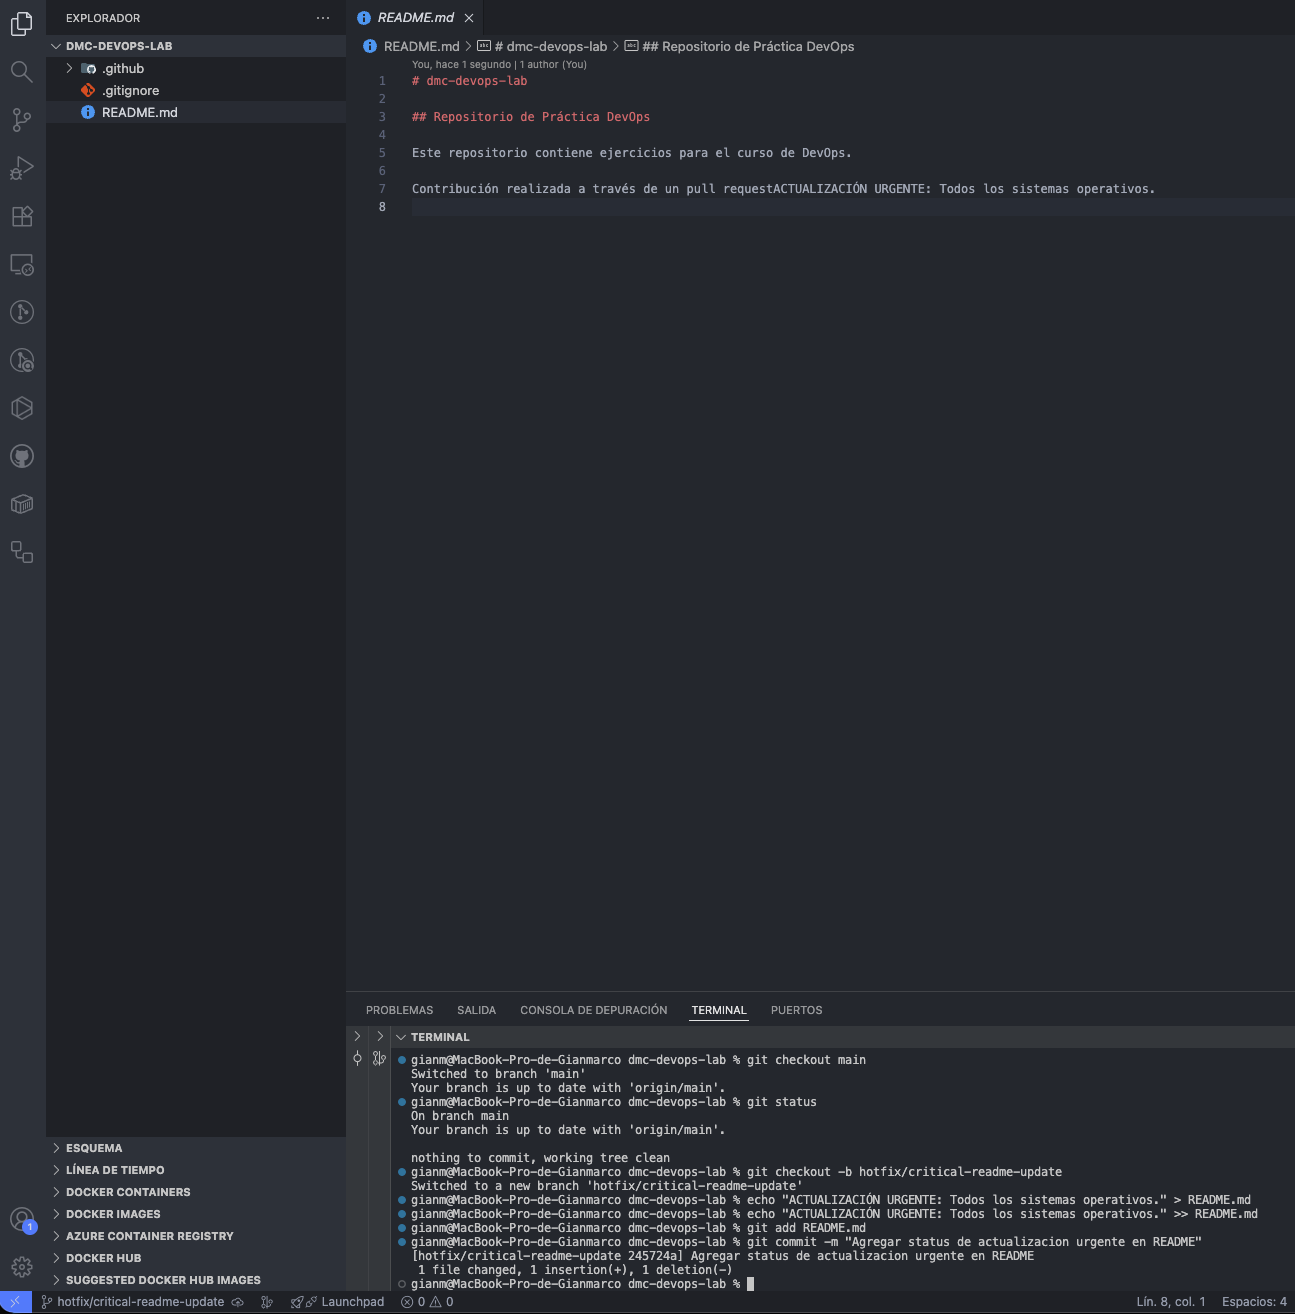 EXPLORADOR
DMC-DEVOPS-LAB
.github
.gitignore
README.md
ESQUEMA
LÍNEA DE TIEMPO
DOCKER CONTAINERS
DOCKER IMAGES
AZURE CONTAINER REGISTRY
DOCKER HUB
SUGGESTED DOCKER HUB IMAGES
README.md
README.md > # dmc-devops-lab > ## Repositorio de Práctica DevOps
You, hace 1 segundo | 1 author (You)
1 # dmc-devops-lab
2
3 ## Repositorio de Práctica DevOps
4
5 Este repositorio contiene ejercicios para el curso de DevOps.
6
7 Contribución realizada a través de un pull requestACTUALIZACIÓN URGENTE: Todos los sistemas operativos.
8
PROBLEMAS SALIDA CONSOLA DE DEPURACIÓN TERMINAL PUERTOS
TERMINAL
gianm@MacBook-Pro-de-Gianmarco dmc-devops-lab % git checkout main
Switched to branch 'main'
Your branch is up to date with 'origin/main'.
gianm@MacBook-Pro-de-Gianmarco dmc-devops-lab % git status
On branch main
Your branch is up to date with 'origin/main'.
nothing to commit, working tree clean
gianm@MacBook-Pro-de-Gianmarco dmc-devops-lab % git checkout -b hotfix/critical-readme-update
Switched to a new branch 'hotfix/critical-readme-update'
gianm@MacBook-Pro-de-Gianmarco dmc-devops-lab % echo "ACTUALIZACIÓN URGENTE: Todos los sistemas operativos." > README.md
gianm@MacBook-Pro-de-Gianmarco dmc-devops-lab % echo "ACTUALIZACIÓN URGENTE: Todos los sistemas operativos." >> README.md
gianm@MacBook-Pro-de-Gianmarco dmc-devops-lab % git add README.md
gianm@MacBook-Pro-de-Gianmarco dmc-devops-lab % git commit -m "Agregar status de actualizacion urgente en README"
[hotfix/critical-readme-update 245724a] Agregar status de actualizacion urgente en README
1 file changed, 1 insertion(+), 1 deletion(-)
gianm@MacBook-Pro-de-Gianmarco dmc-devops-lab %
1
hotfix/critical-readme-update Launchpad 0 0 Lín. 8, col. 1 Espacios: 4